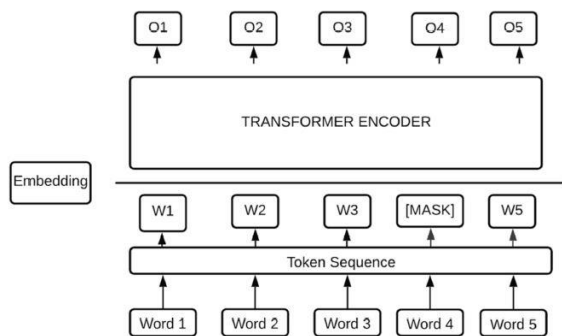 O1 O2 O3 O4 O5
TRANSFORMER ENCODER
Embedding
W1 W2 W3 [MASK] W5
Token Sequence
Word 1 Word 2 Word 3 Word 4 Word 5